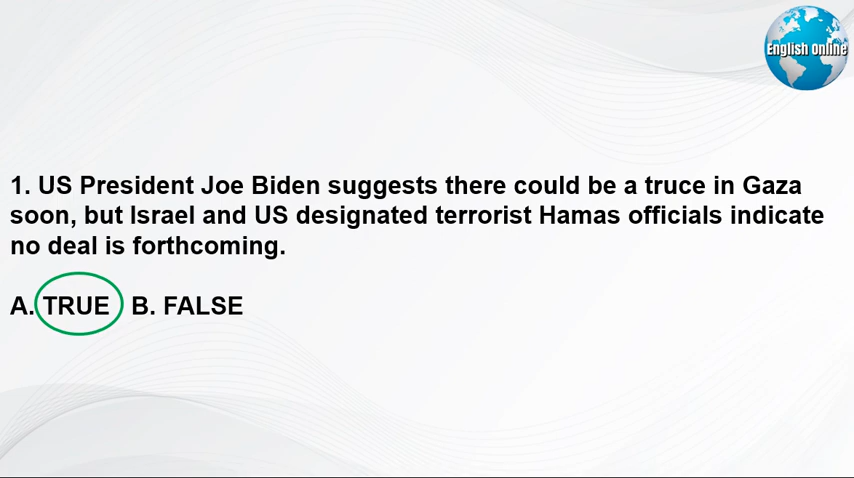 English Online
1. US President Joe Biden suggests there could be a truce in Gaza
soon, but Israel and US designated terrorist Hamas officials indicate
no deal is forthcoming.
A. TRUE B. FALSE